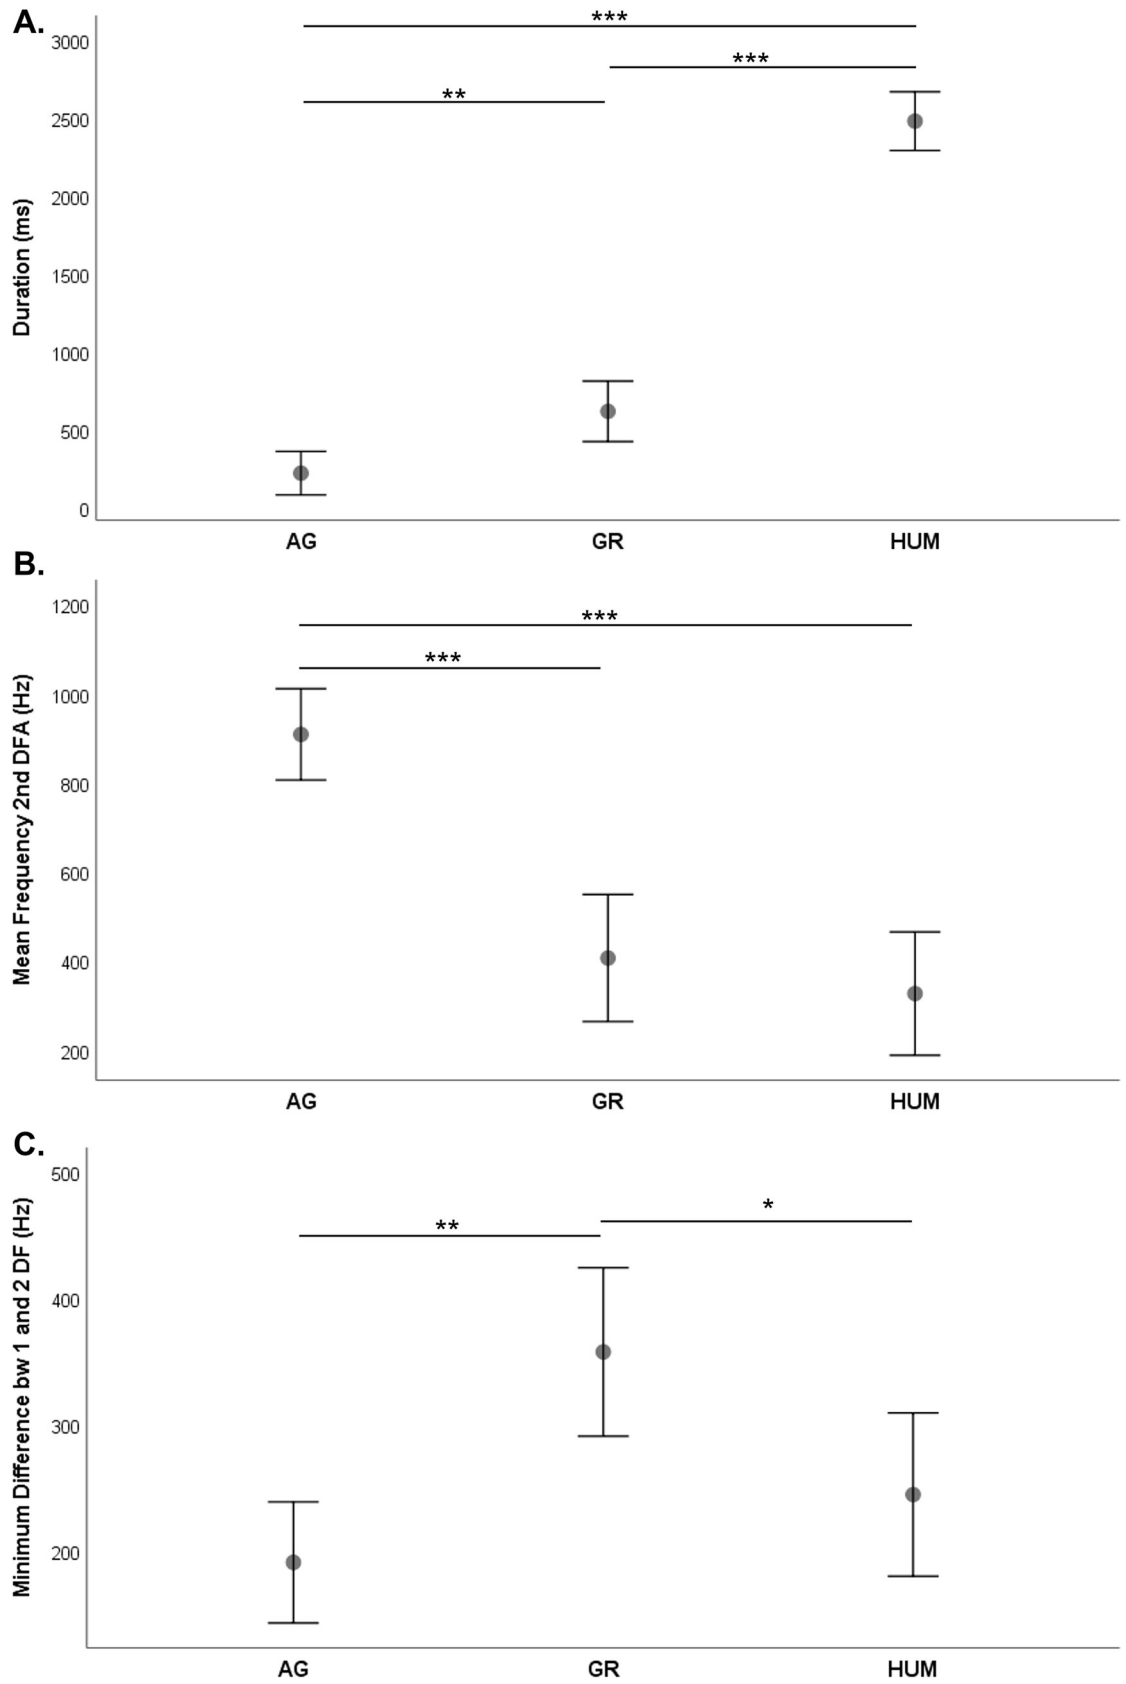 A.
***
3000
***
**
2500
2000
Duration (ms)
1500
1000
500
0
AG GR HUM
B.
1200
***
***
1000
Mean Frequency 2nd DFA (Hz)
800
600
400
200
AG GR HUM
C.
500
*
**
Minimum Difference bw 1 and 2 DF (Hz)
400
300
200
AG GR HUM